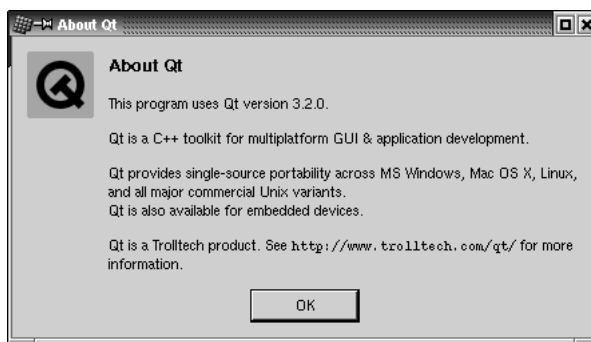 About Qt
About Qt
This program uses Qt version 3.2.0.
Qt is a C++ toolkit for multiplatform GUI & application development.
Qt provides single-source portability across MS Windows, Mac OS X, Linux,
and all major commercial Unix variants.
Qt is also available for embedded devices.
Qt is a Trolltech product. See http://www.trolltech.com/qt/ for more
information.
OK